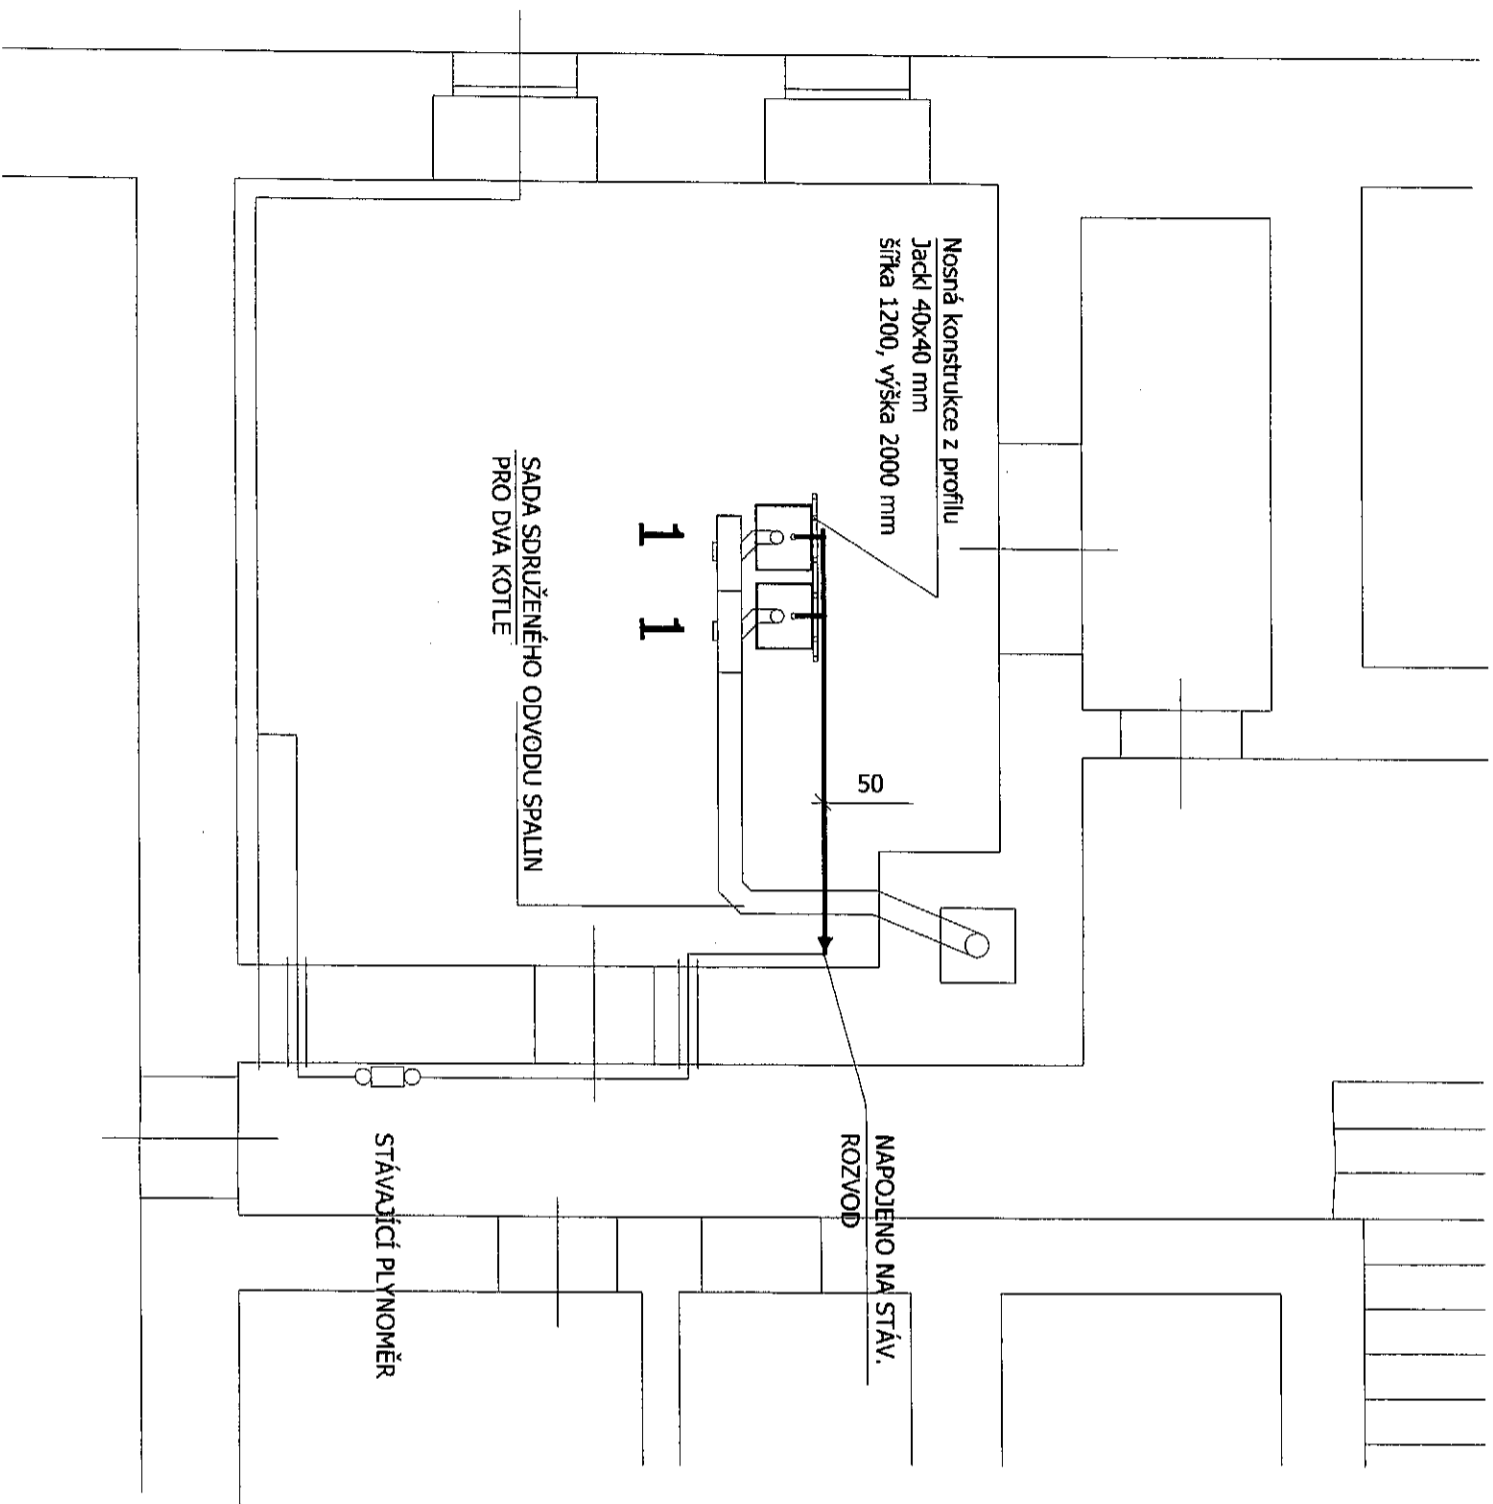 Nosná konstrukce z profilu
Jackl 40x40 mm
šířka 1200, výška 2000 mm
50
1
1
SADA SDRUŽENÉHO ODVODU SPALIN
PRO DVA KOTLE
NAPOJENO NA STÁV.
ROZVOD
STÁVAJÍCÍ PLYNOMĚR